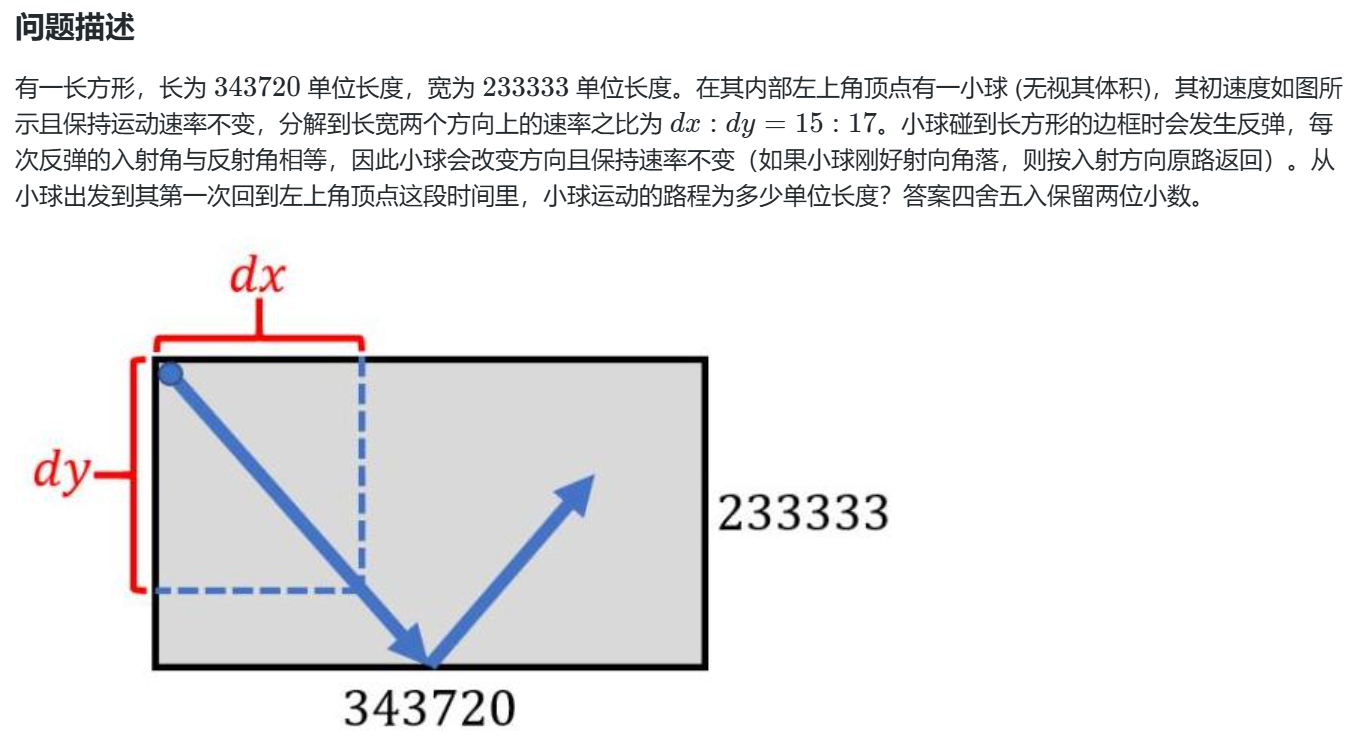 问题描述
有一长方形，长为 343720 单位长度，宽为 233333 单位长度。在其内部左上角顶点有一小球 (无视其体积)，其初速度如图所
示且保持运动速率不变，分解到长宽两个方向上的速率之比为 dx : dy = 15 : 17。小球碰到长方形的边框时会发生反弹，每
次反弹的入射角与反射角相等，因此小球会改变方向且保持速率不变（如果小球刚好射向角落，则按入射方向原路返回）。从
小球出发到其第一次回到左上角顶点这段时间里，小球运动的路程为多少单位长度？答案四舍五入保留两位小数。
dx
dy
233333
343720